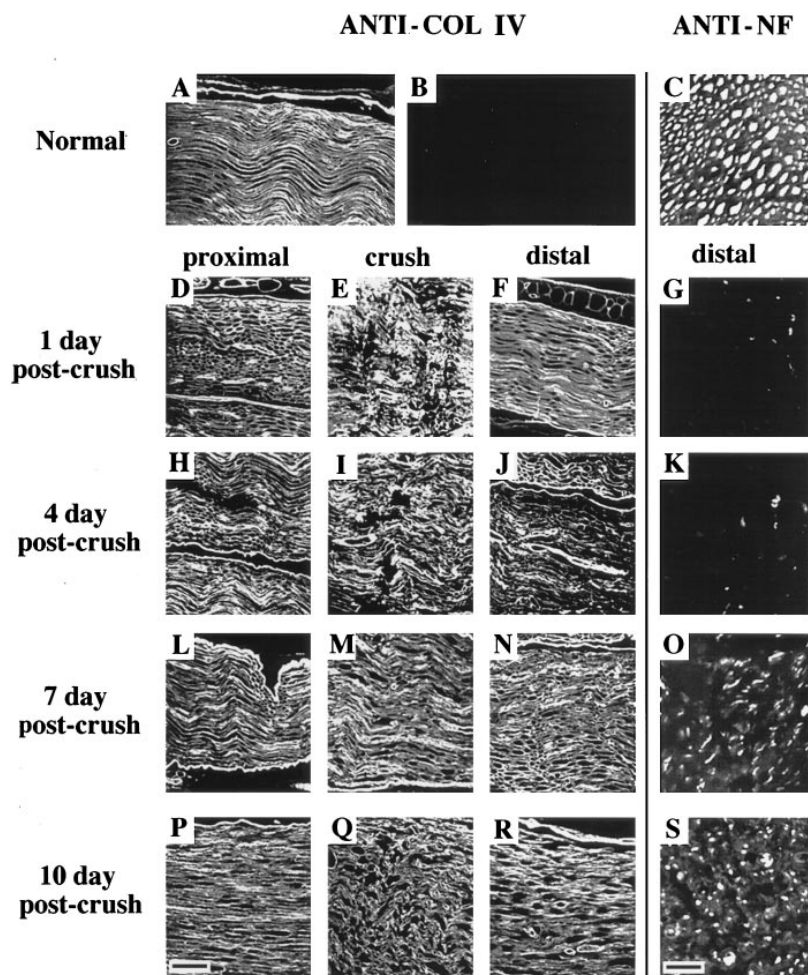 ANTI-COL IV ANTI-NF
A B C
Normal
proximal crush distal distal
D E F G
1 day
post-crush
H I J K
4 day
post-crush
L M N O
7 day
post-crush
P Q R S
10 day
post-crush